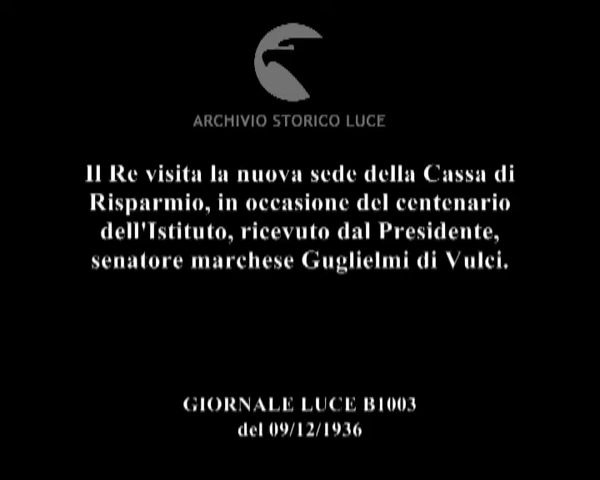 ARCHIVIO STORICO LUCE
Il Re visita la nuova sede della Cassa di
Risparmio, in occasione del centenario
dell'Istituto, ricevuto dal Presidente,
senatore marchese Guglielmi di Vulci.
GIORNALE LUCE B1003
del 09/12/1936